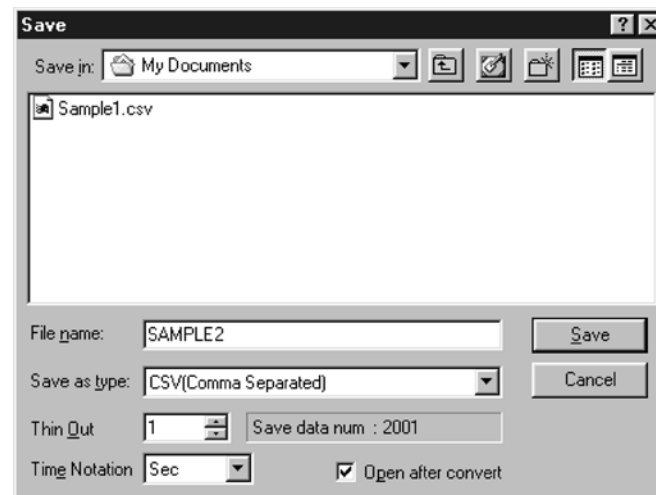 Save
Save in: My Documents
Sample1.csv
File name: SAMPLE2 Save
Save as type: CSV(Comma Separated) Cancel
Thin Out 1 Save data num : 2001
Time Notation Sec Open after convert